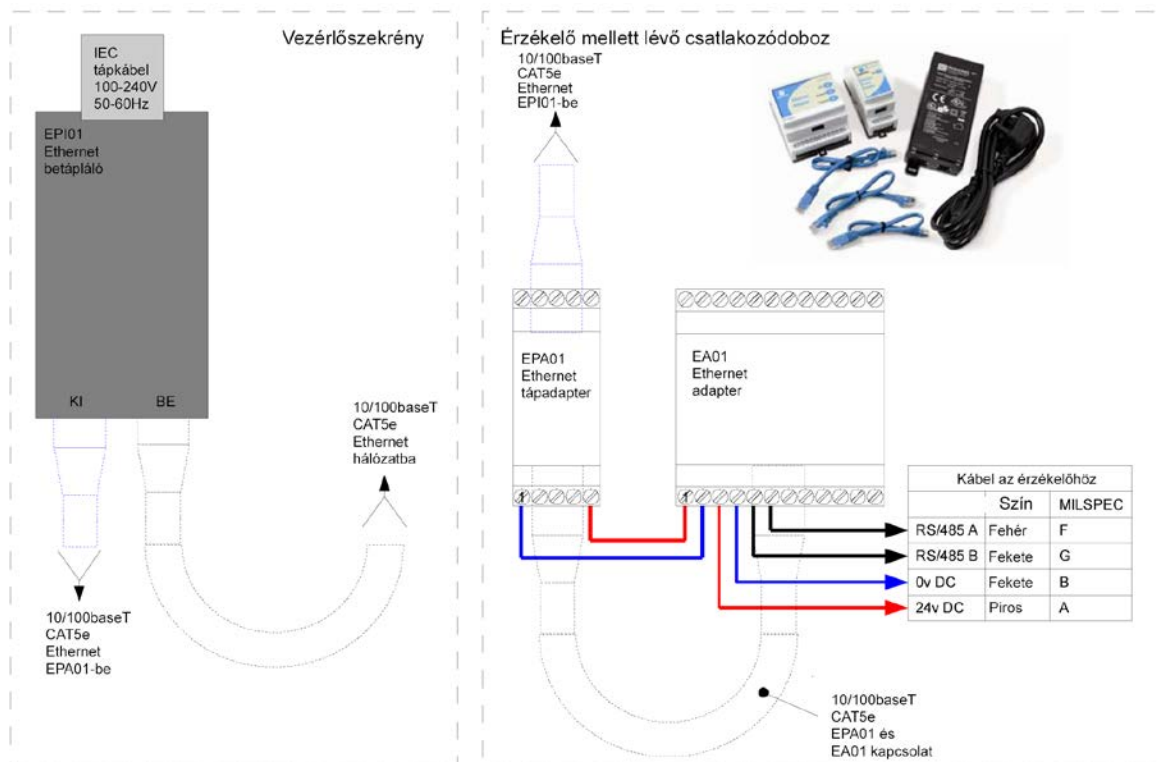 Vezérlőszekrény
IEC
tápkábel
100-240V
50-60Hz
EPI01
Ethernet
betápláló
KI
BE
10/100baseT
CAT5e
Ethernet
hálózatba
10/100baseT
CAT5e
Ethernet
EPA01-be
Érzékelő mellett lévő csatlakozódoboz
10/100baseT
CAT5e
Ethernet
EPI01-be
EPA01
Ethernet
tápadapter
EA01
Ethernet
adapter
1
1
Kábel az érzékelőhöz
Szín MILSPEC
RS/485 A Fehér F
RS/485 B Fekete G
0v DC Fekete B
24v DC Piros A
10/100baseT
CAT5e
EPA01 és
EA01 kapcsolat